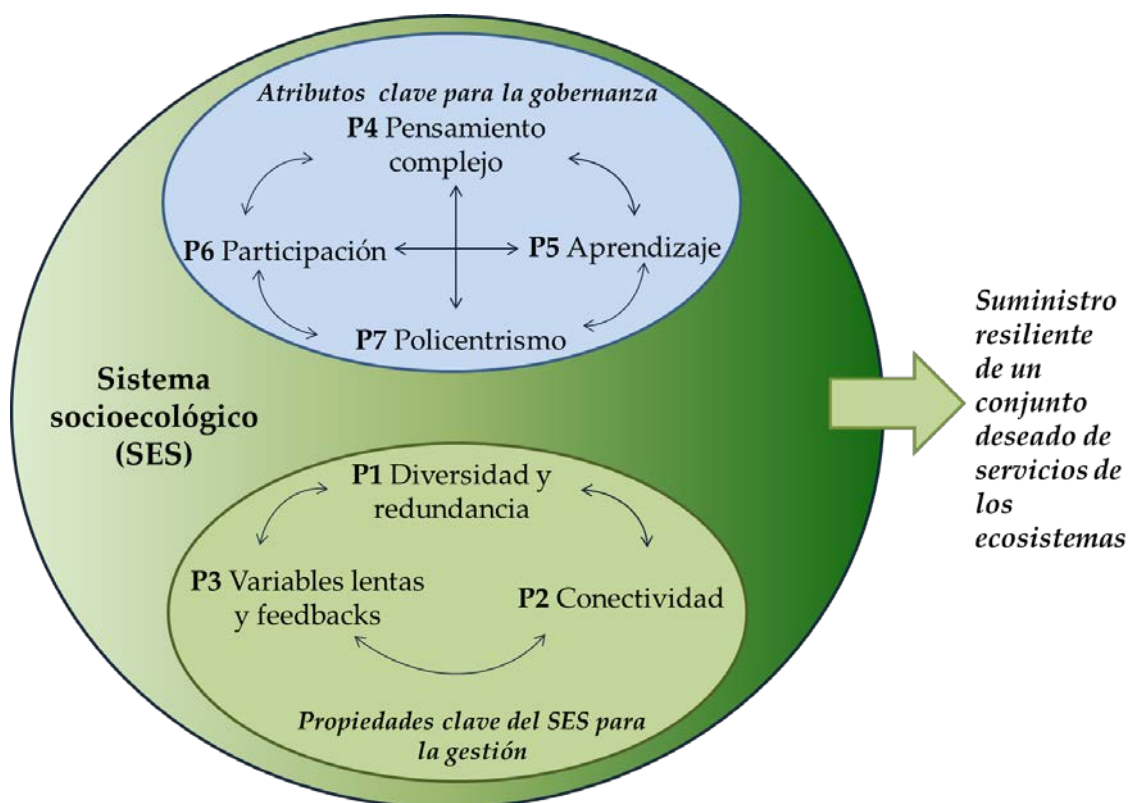 Atributos clave para la gobernanza
P4 Pensamiento
complejo
P6 Participación
P5 Aprendizaje
P7 Policentrismo
Sistema
socioecológico
(SES)
P1 Diversidad y
redundancia
P3 Variables lentas
y feedbacks
P2 Conectividad
Propiedades clave del SES para
la gestión
Suministro
resiliente
de un
conjunto
deseado de
servicios de
los
ecosistemas